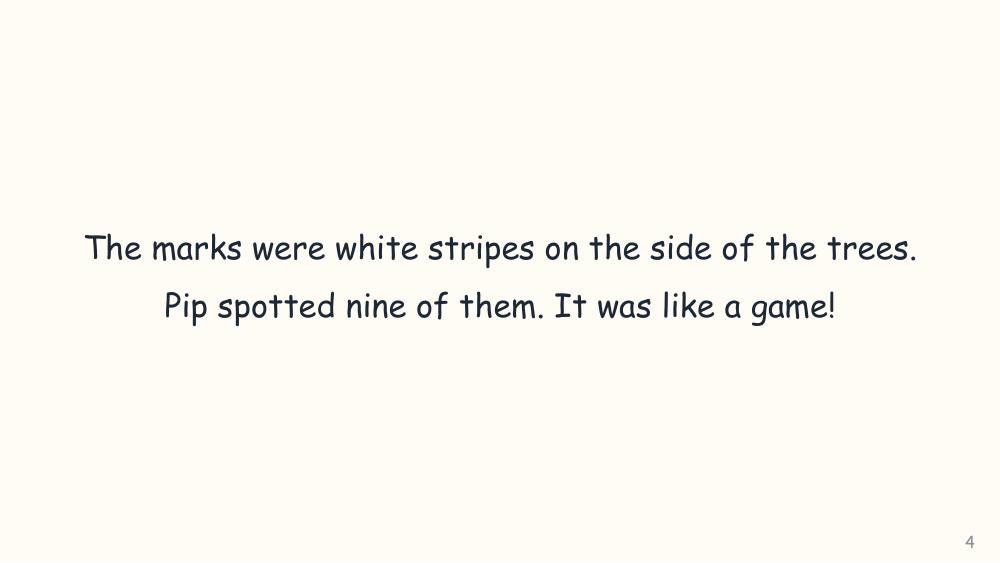 The marks were white stripes on the side of the trees.
Pip spotted nine of them. It was like a game!
4